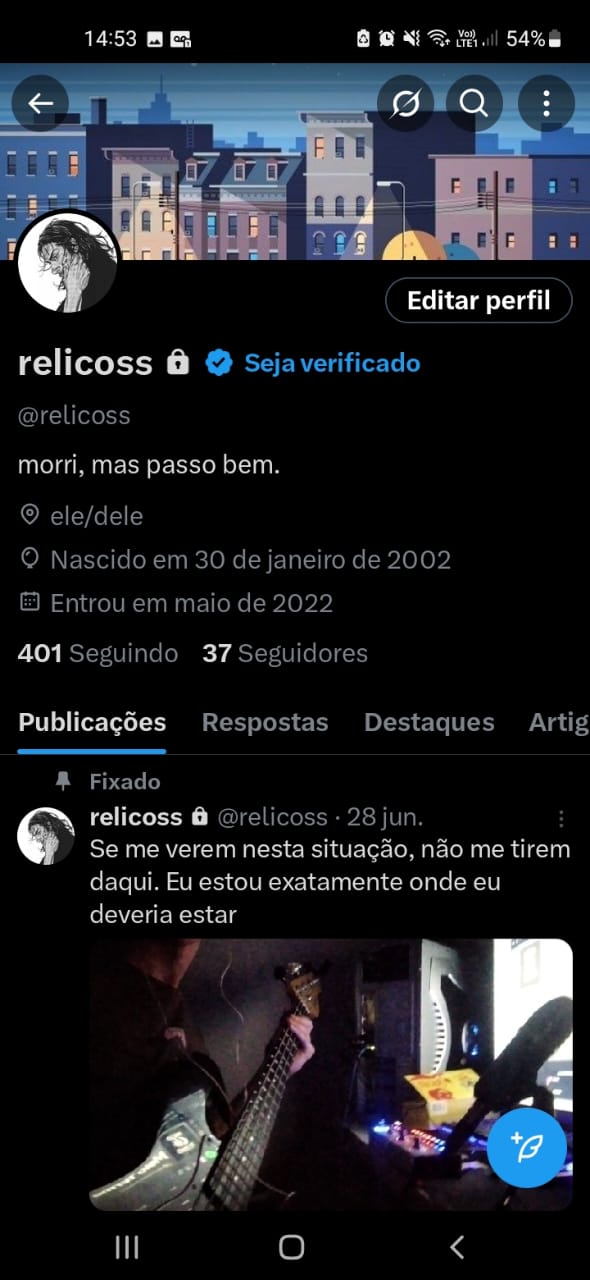 14:53 Vo)) LTE1 54%
Editar perfil
relicoss Seja verificado
@relicoss
morri, mas passo bem.
ele/dele
Nascido em 30 de janeiro de 2002
Entrou em maio de 2022
401 Seguindo 37 Seguidores
Publicações Respostas Destaques Artig
Fixado
relicoss @relicoss · 28 jun.
Se me verem nesta situação, não me tirem
daqui. Eu estou exatamente onde eu
deveria estar